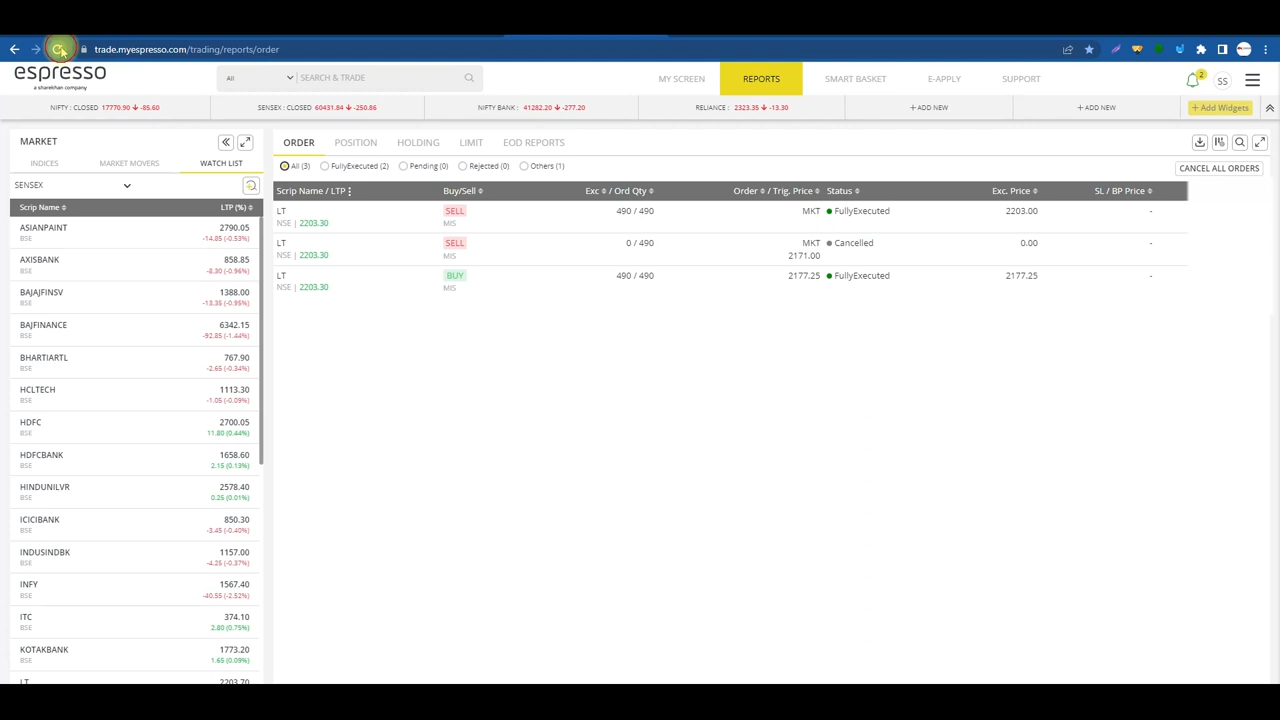 trade.myespresso.com/trading/reports/order
espresso
a sharekhan company
All
SEARCH & TRADE
MY SCREEN
REPORTS
SMART BASKET
E-APPLY
SUPPORT
2
SS
NIFTY : CLOSED 17770.90 -85.60
SENSEX : CLOSED 60431.84 -250.86
NIFTY BANK : 41282.20 -277.20
RELIANCE : 2323.35 -13.30
+ ADD NEW
+ ADD NEW
+ Add Widgets
MARKET
INDICES
MARKET MOVERS
WATCH LIST
SENSEX
Scrip Name LTP (%)
ASIANPAINT 2790.05
BSE -14.85 (-0.53%)
AXISBANK 858.85
BSE -8.30 (-0.96%)
BAJAJFINSV 1388.00
BSE -13.35 (-0.95%)
BAJFINANCE 6342.15
BSE -92.85 (-1.44%)
BHARTIARTL 767.90
BSE -2.65 (-0.34%)
HCLTECH 1113.30
BSE -1.05 (-0.09%)
HDFC 2700.05
BSE 11.80 (0.44%)
HDFCBANK 1658.60
BSE 2.15 (0.13%)
HINDUNILVR 2578.40
BSE 0.25 (0.01%)
ICICIBANK 850.30
BSE -3.45 (-0.40%)
INDUSINDBK 1157.00
BSE -4.25 (-0.37%)
INFY 1567.40
BSE -40.55 (-2.52%)
ITC 374.10
BSE 2.80 (0.75%)
KOTAKBANK 1773.20
BSE 1.65 (0.09%)
LT 2203.70
ORDER
POSITION
HOLDING
LIMIT
EOD REPORTS
All (3)
FullyExecuted (2)
Pending (0)
Rejected (0)
Others (1)
CANCEL ALL ORDERS
Scrip Name / LTP Buy/Sell Exc / Ord Qty Order / Trig. Price Status Exc. Price SL / BP Price
LT SELL 490 / 490 MKT FullyExecuted 2203.00 -
NSE | 2203.30 MIS
LT SELL 0 / 490 MKT Cancelled 0.00 -
NSE | 2203.30 MIS 2171.00
LT BUY 490 / 490 2177.25 FullyExecuted 2177.25 -
NSE | 2203.30 MIS